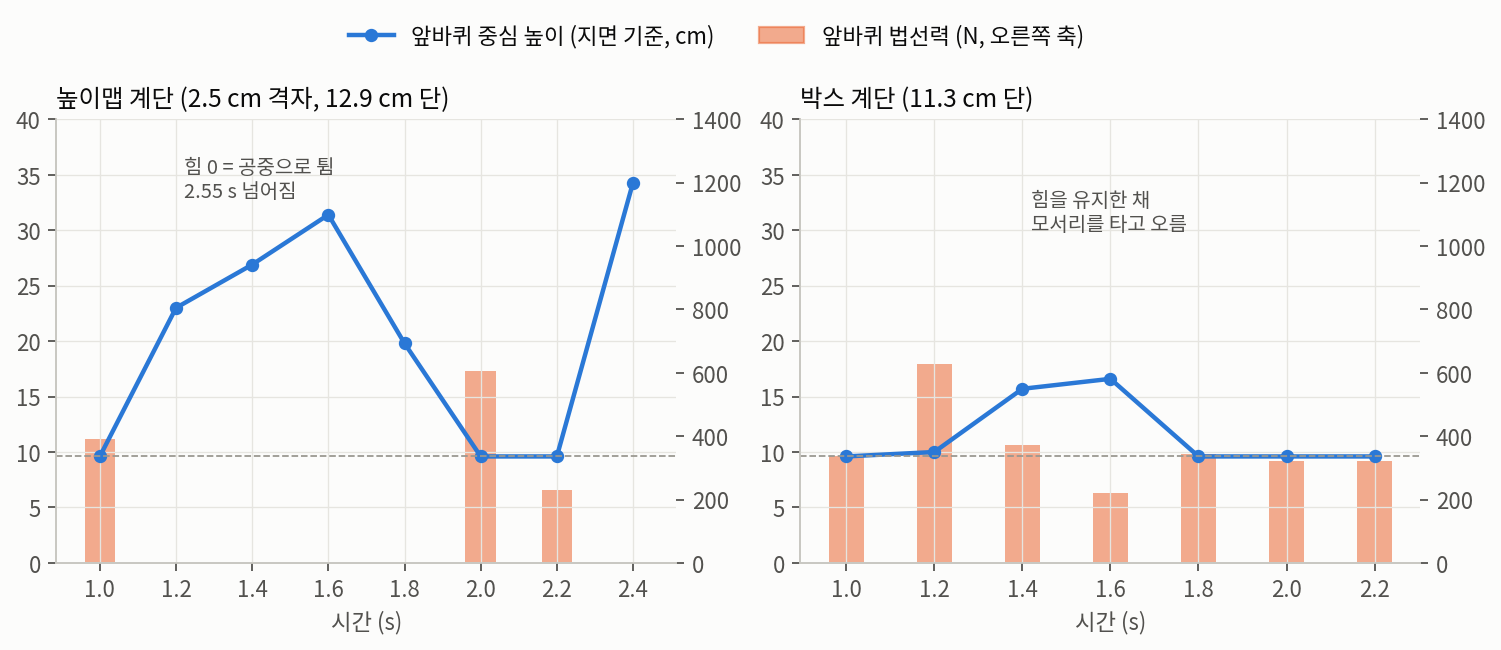 앞바퀴 중심 높이 (지면 기준, cm)
앞바퀴 법선력 (N, 오른쪽 축)
높이맵 계단 (2.5 cm 격자, 12.9 cm 단)
40
35
30
25
20
15
10
5
0
힘 0 = 공중으로 튐
2.55 s 넘어짐
1400
1200
1000
800
600
400
200
0
1.0 1.2 1.4 1.6 1.8 2.0 2.2 2.4
시간 (s)
박스 계단 (11.3 cm 단)
40
35
30
25
20
15
10
5
0
힘을 유지한 채
모서리를 타고 오름
1400
1200
1000
800
600
400
200
0
1.0 1.2 1.4 1.6 1.8 2.0 2.2
시간 (s)